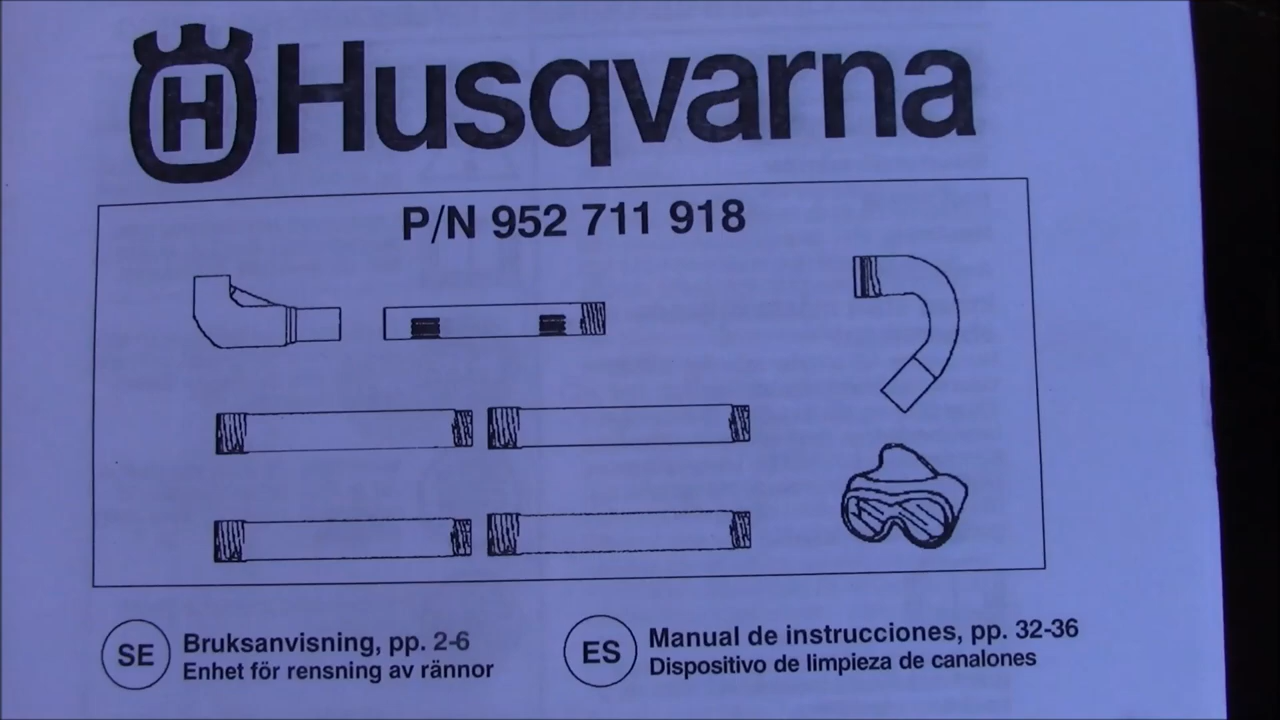 H Husqvarna
P/N 952 711 918
SE
Bruksanvisning, pp. 2-6
Enhet för rensning av rännor
ES
Manual de instrucciones, pp. 32-36
Dispositivo de limpieza de canalones